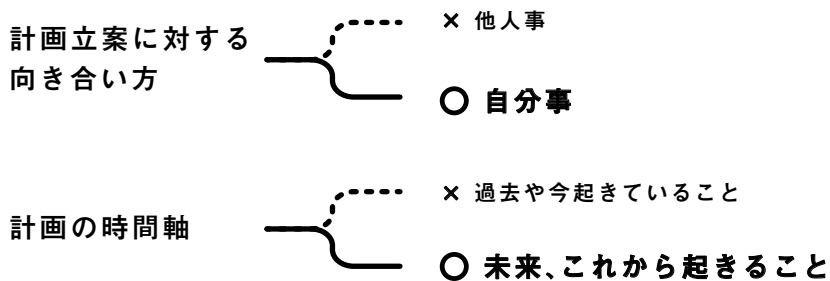 計画立案に対する
向き合い方
× 他人事
○ 自分事
計画の時間軸
× 過去や今起きていること
○ 未来、これから起きること